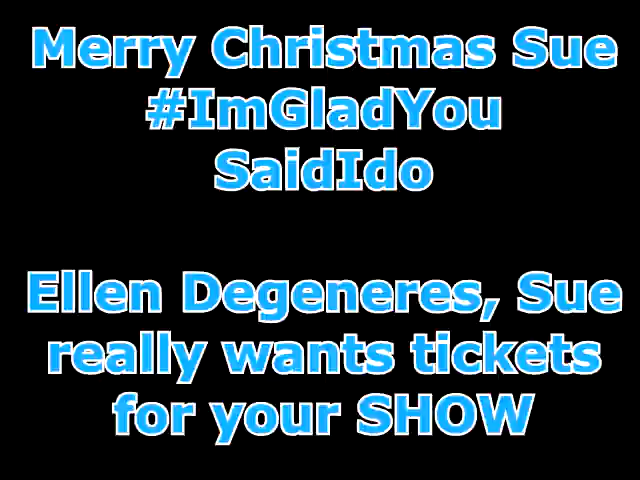 Merry Christmas Sue
#ImGladYou
SaidIdo
Ellen Degeneres, Sue
really wants tickets
for your SHOW